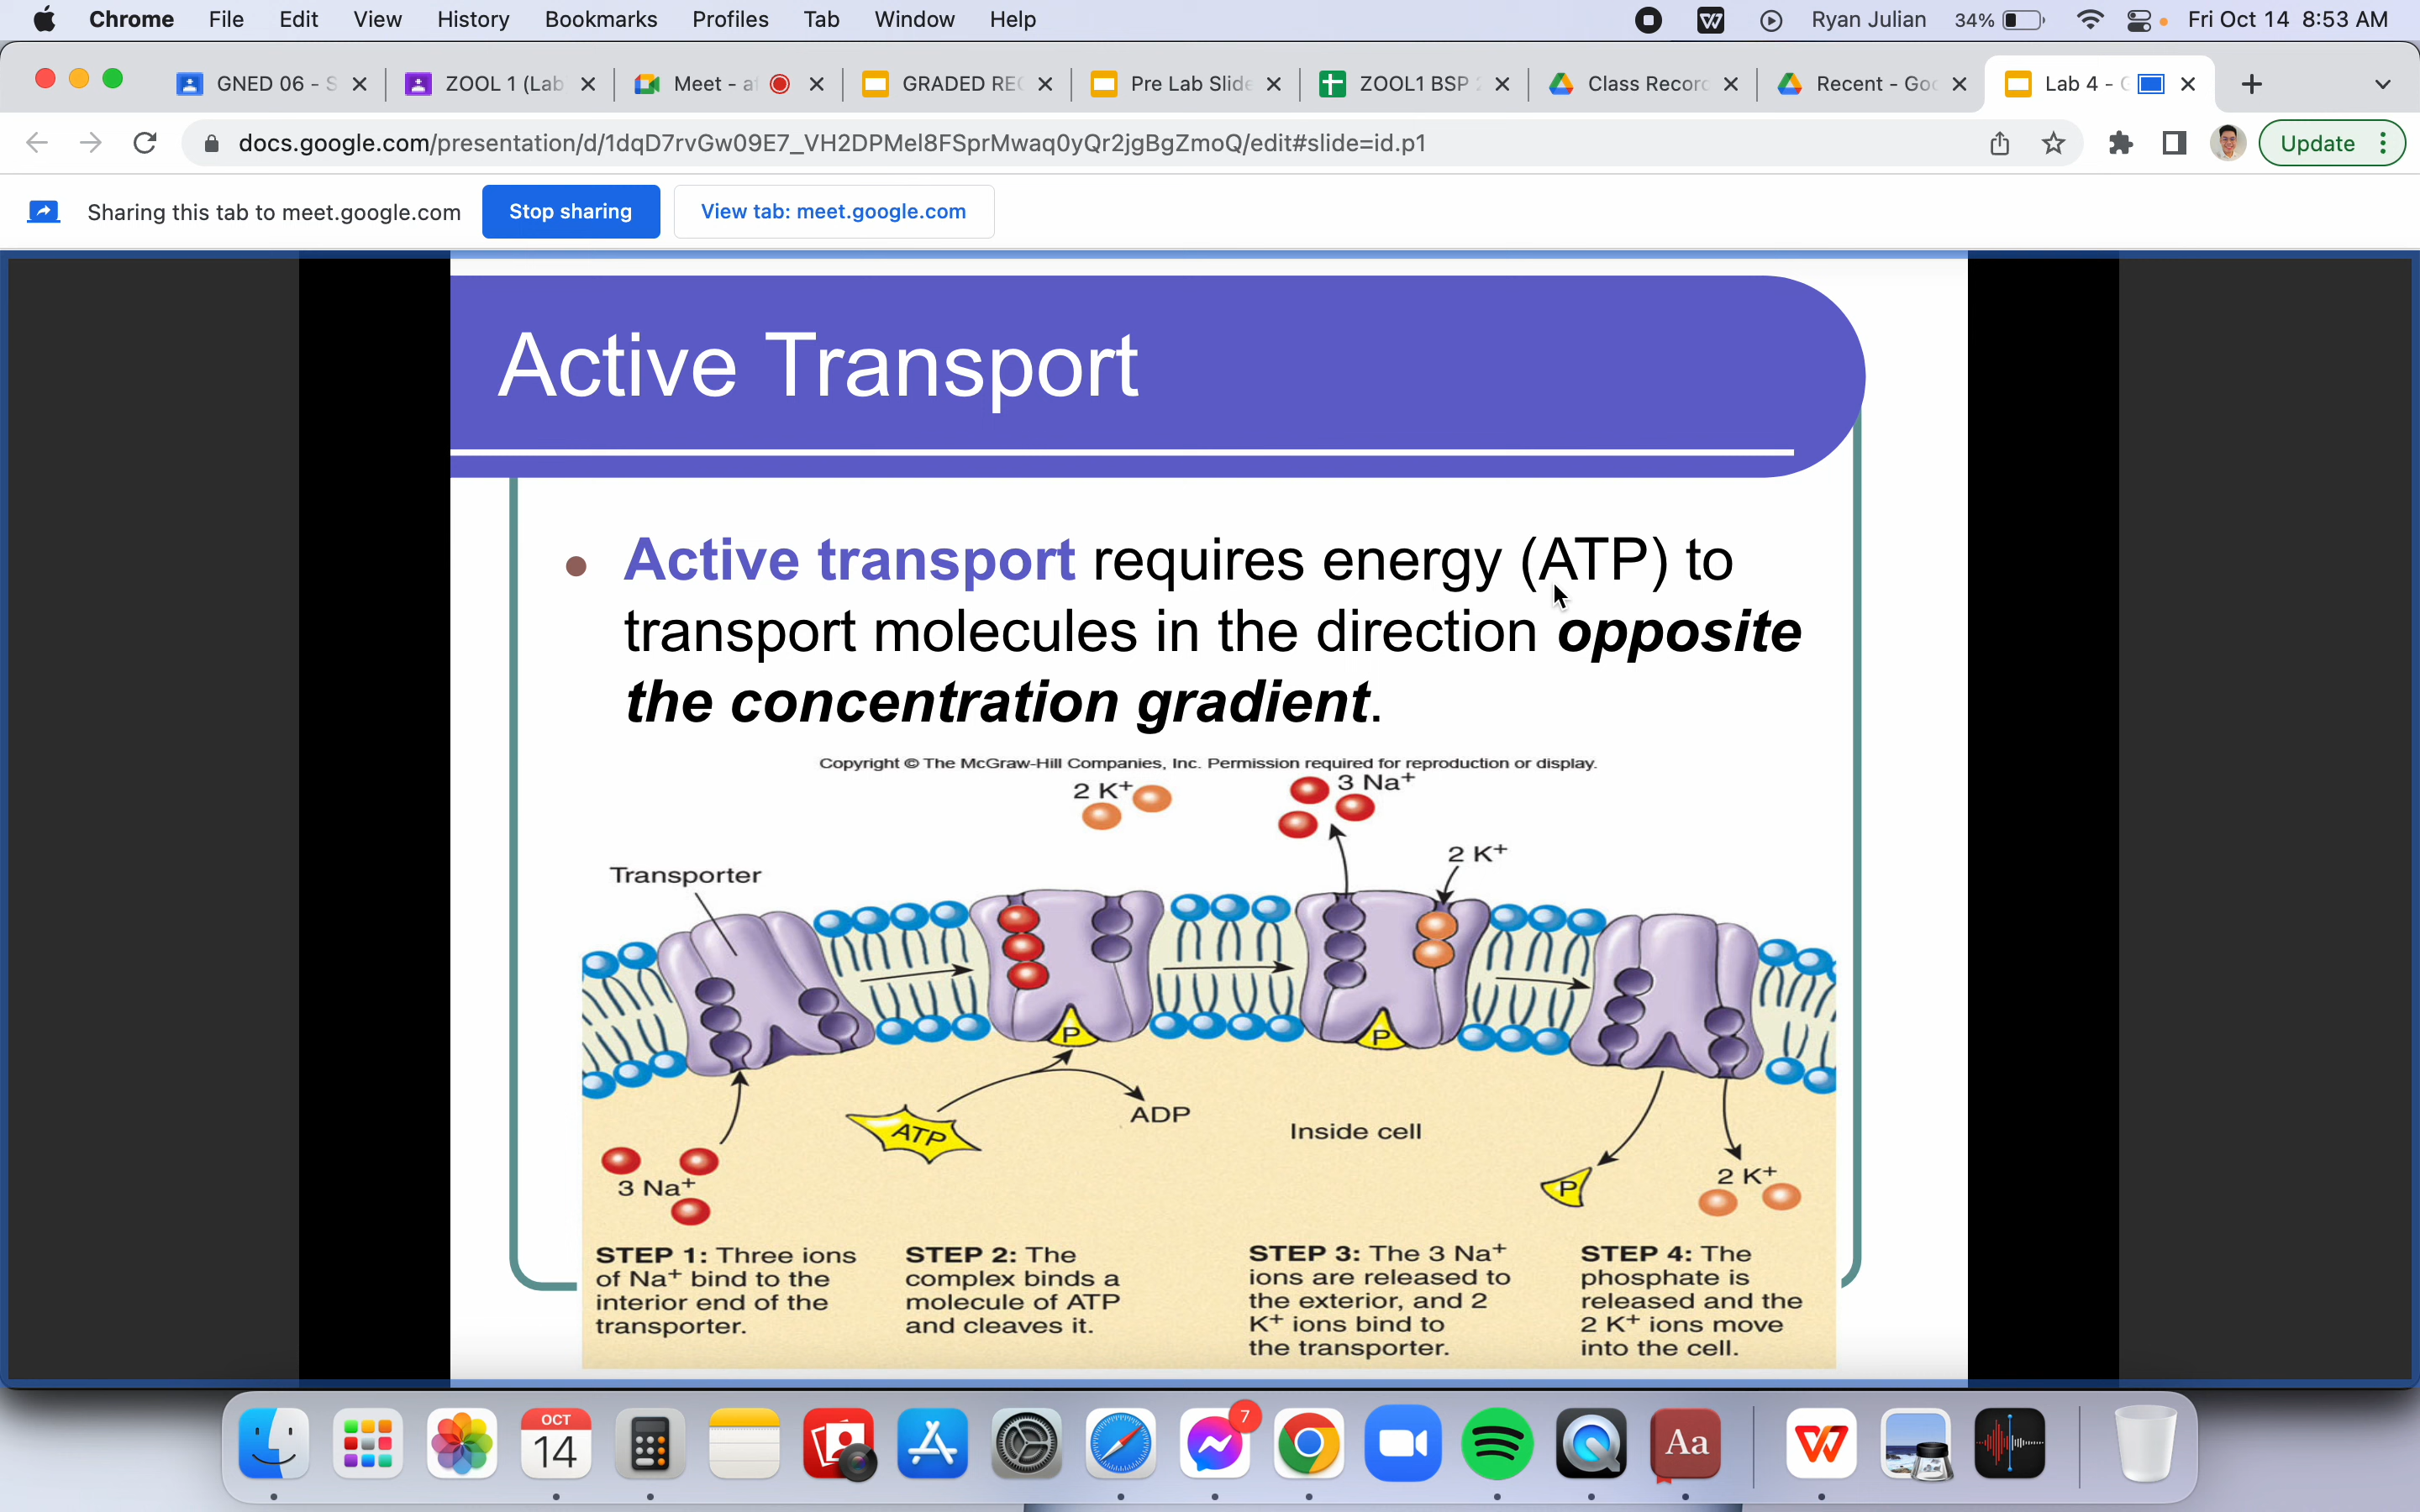 Chrome File Edit View History Bookmarks Profiles Tab Window Help Ryan Julian 34% Fri Oct 14 8:53 AM
GNED 06 - S ZOOL 1 (Lab Meet - a GRADED REC Pre Lab Slide ZOOL1 BSP Class Record Recent - Goo Lab 4 -
docs.google.com/presentation/d/1dqD7rvGw09E7_VH2DPMel8FSprMwaq0yQr2jgBgZmoQ/edit#slide=id.p1 Update
Sharing this tab to meet.google.com Stop sharing View tab: meet.google.com
Active Transport
Active transport requires energy (ATP) to
transport molecules in the direction opposite
the concentration gradient.
Copyright © The McGraw-Hill Companies, Inc. Permission required for reproduction or display.
2 K+
3 Na+
2 K+
Transporter
P
P
ATP
ADP
Inside cell
3 Na+
P
2 K+
STEP 1: Three ions
of Na+ bind to the
interior end of the
transporter.
STEP 2: The
complex binds a
molecule of ATP
and cleaves it.
STEP 3: The 3 Na+
ions are released to
the exterior, and 2
K+ ions bind to
the transporter.
STEP 4: The
phosphate is
released and the
2 K+ ions move
into the cell.
OCT
14
7
Aa